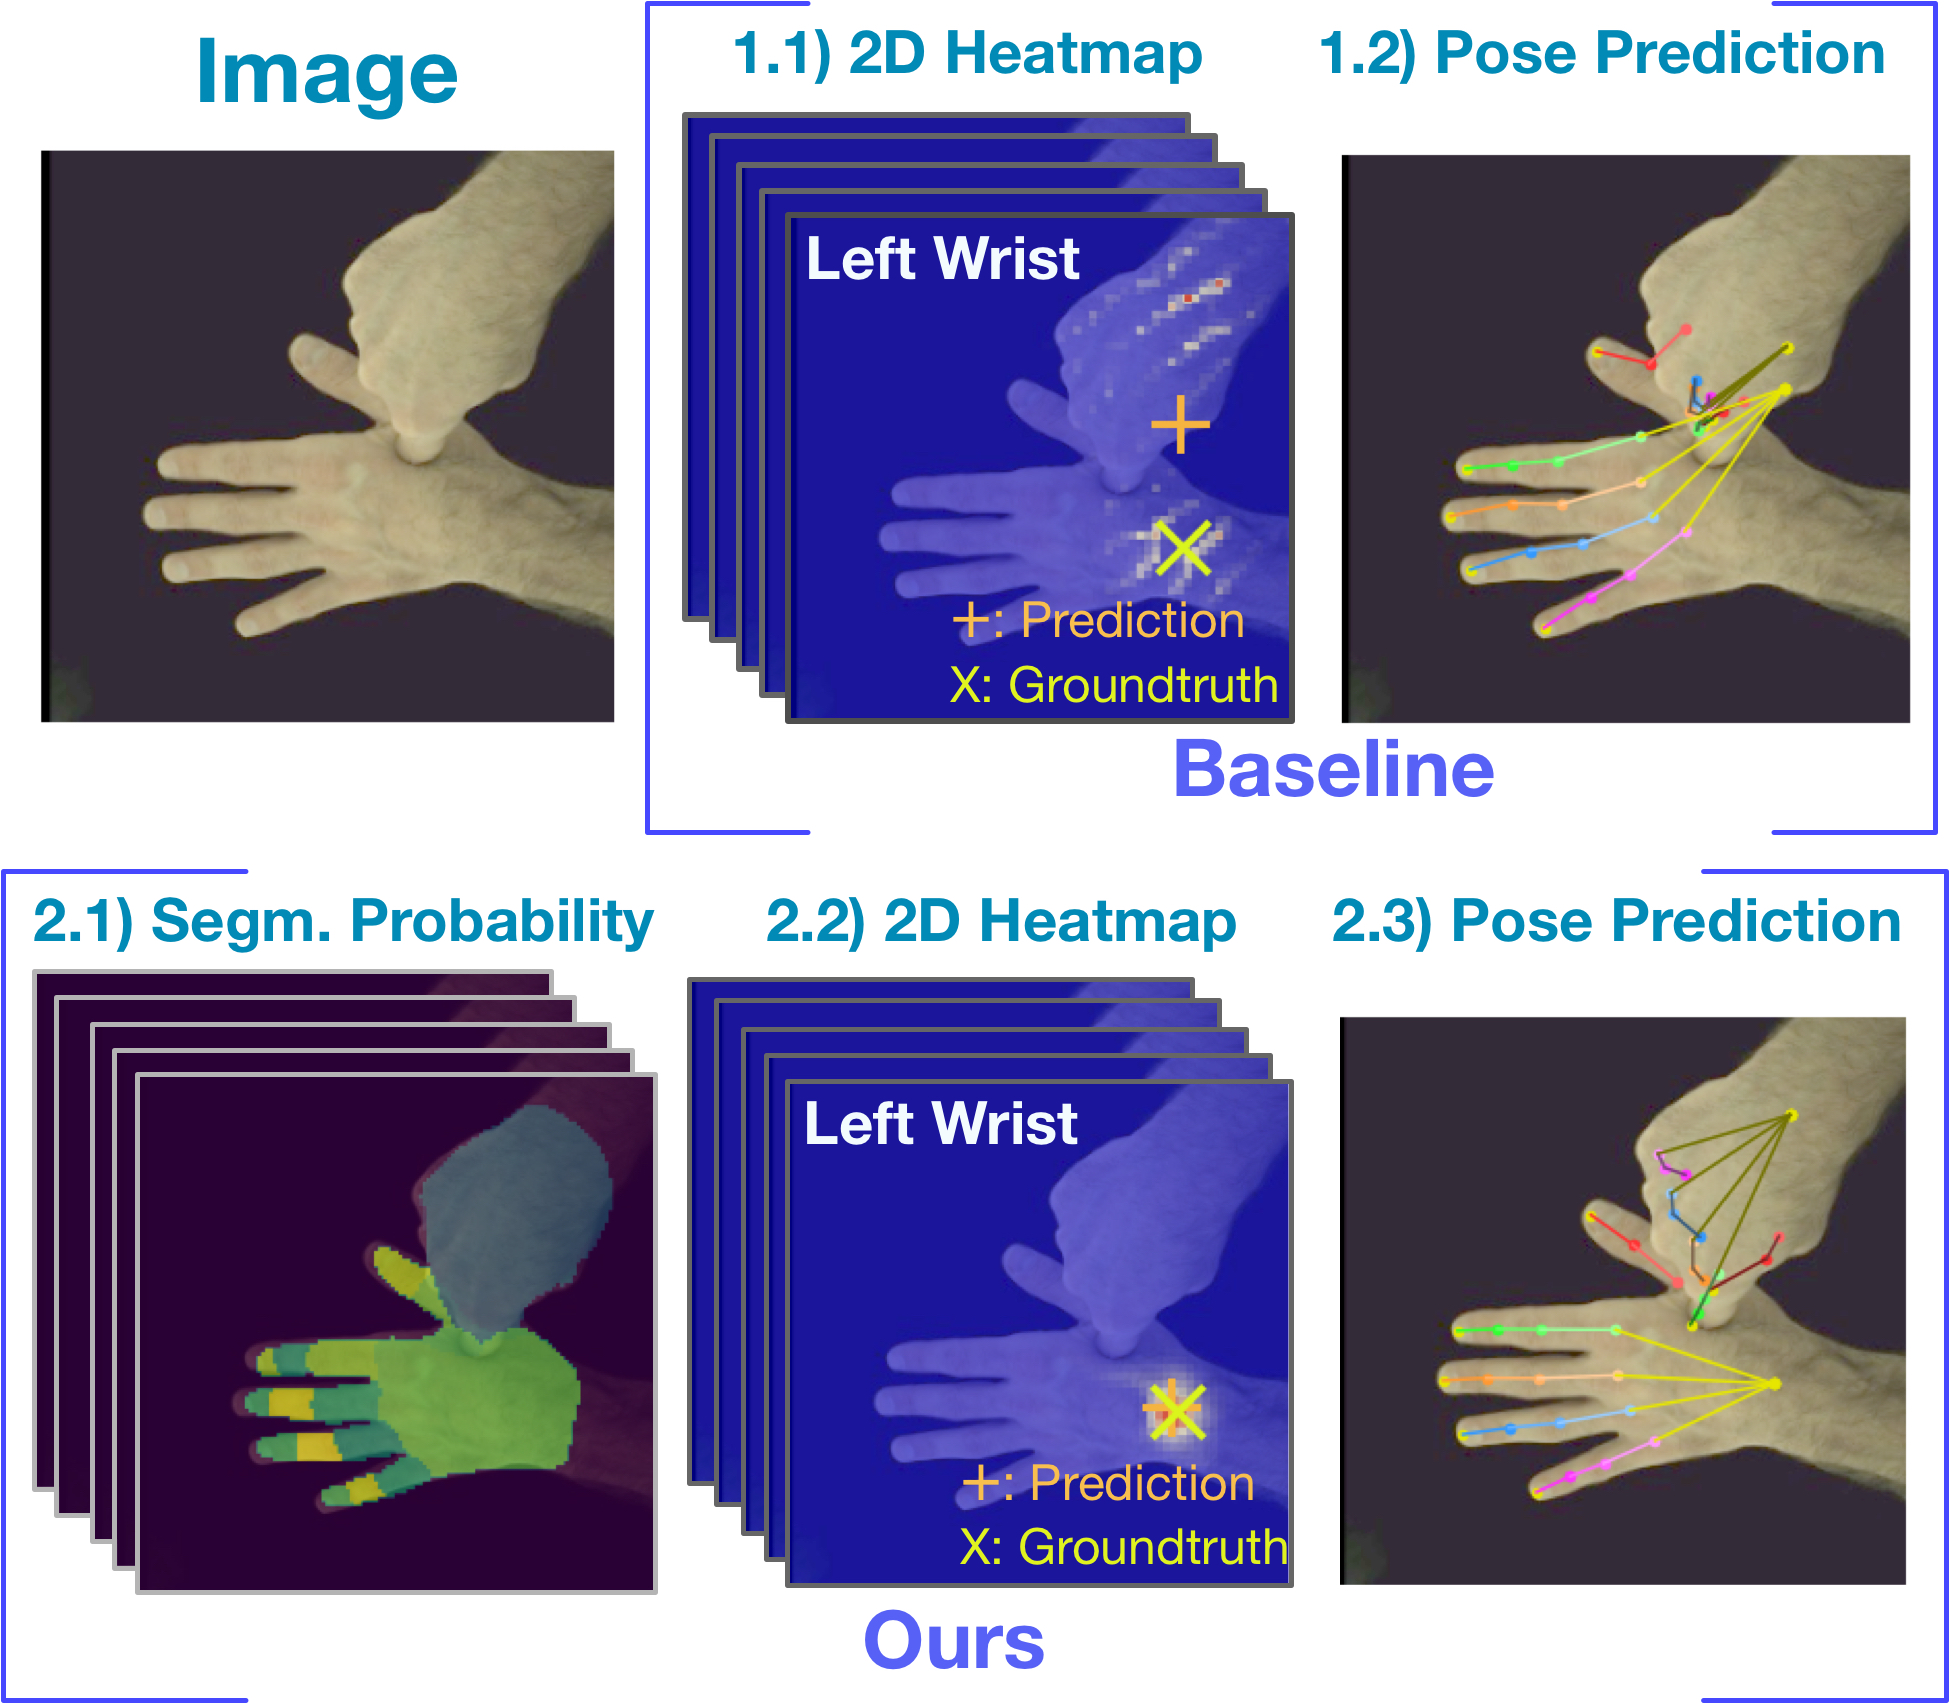 Image
1.1) 2D Heatmap
1.2) Pose Prediction
Left Wrist
+: Prediction
X: Groundtruth
Baseline
2.1) Segm. Probability
2.2) 2D Heatmap
2.3) Pose Prediction
Left Wrist
+: Prediction
X: Groundtruth
Ours